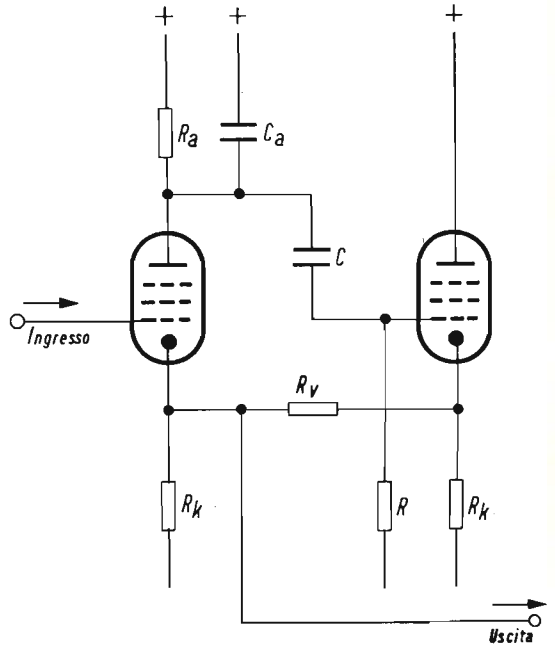 + + +
Ra
Ca
C
Ingresso
Rv
Rk
R
Rk
Uscita